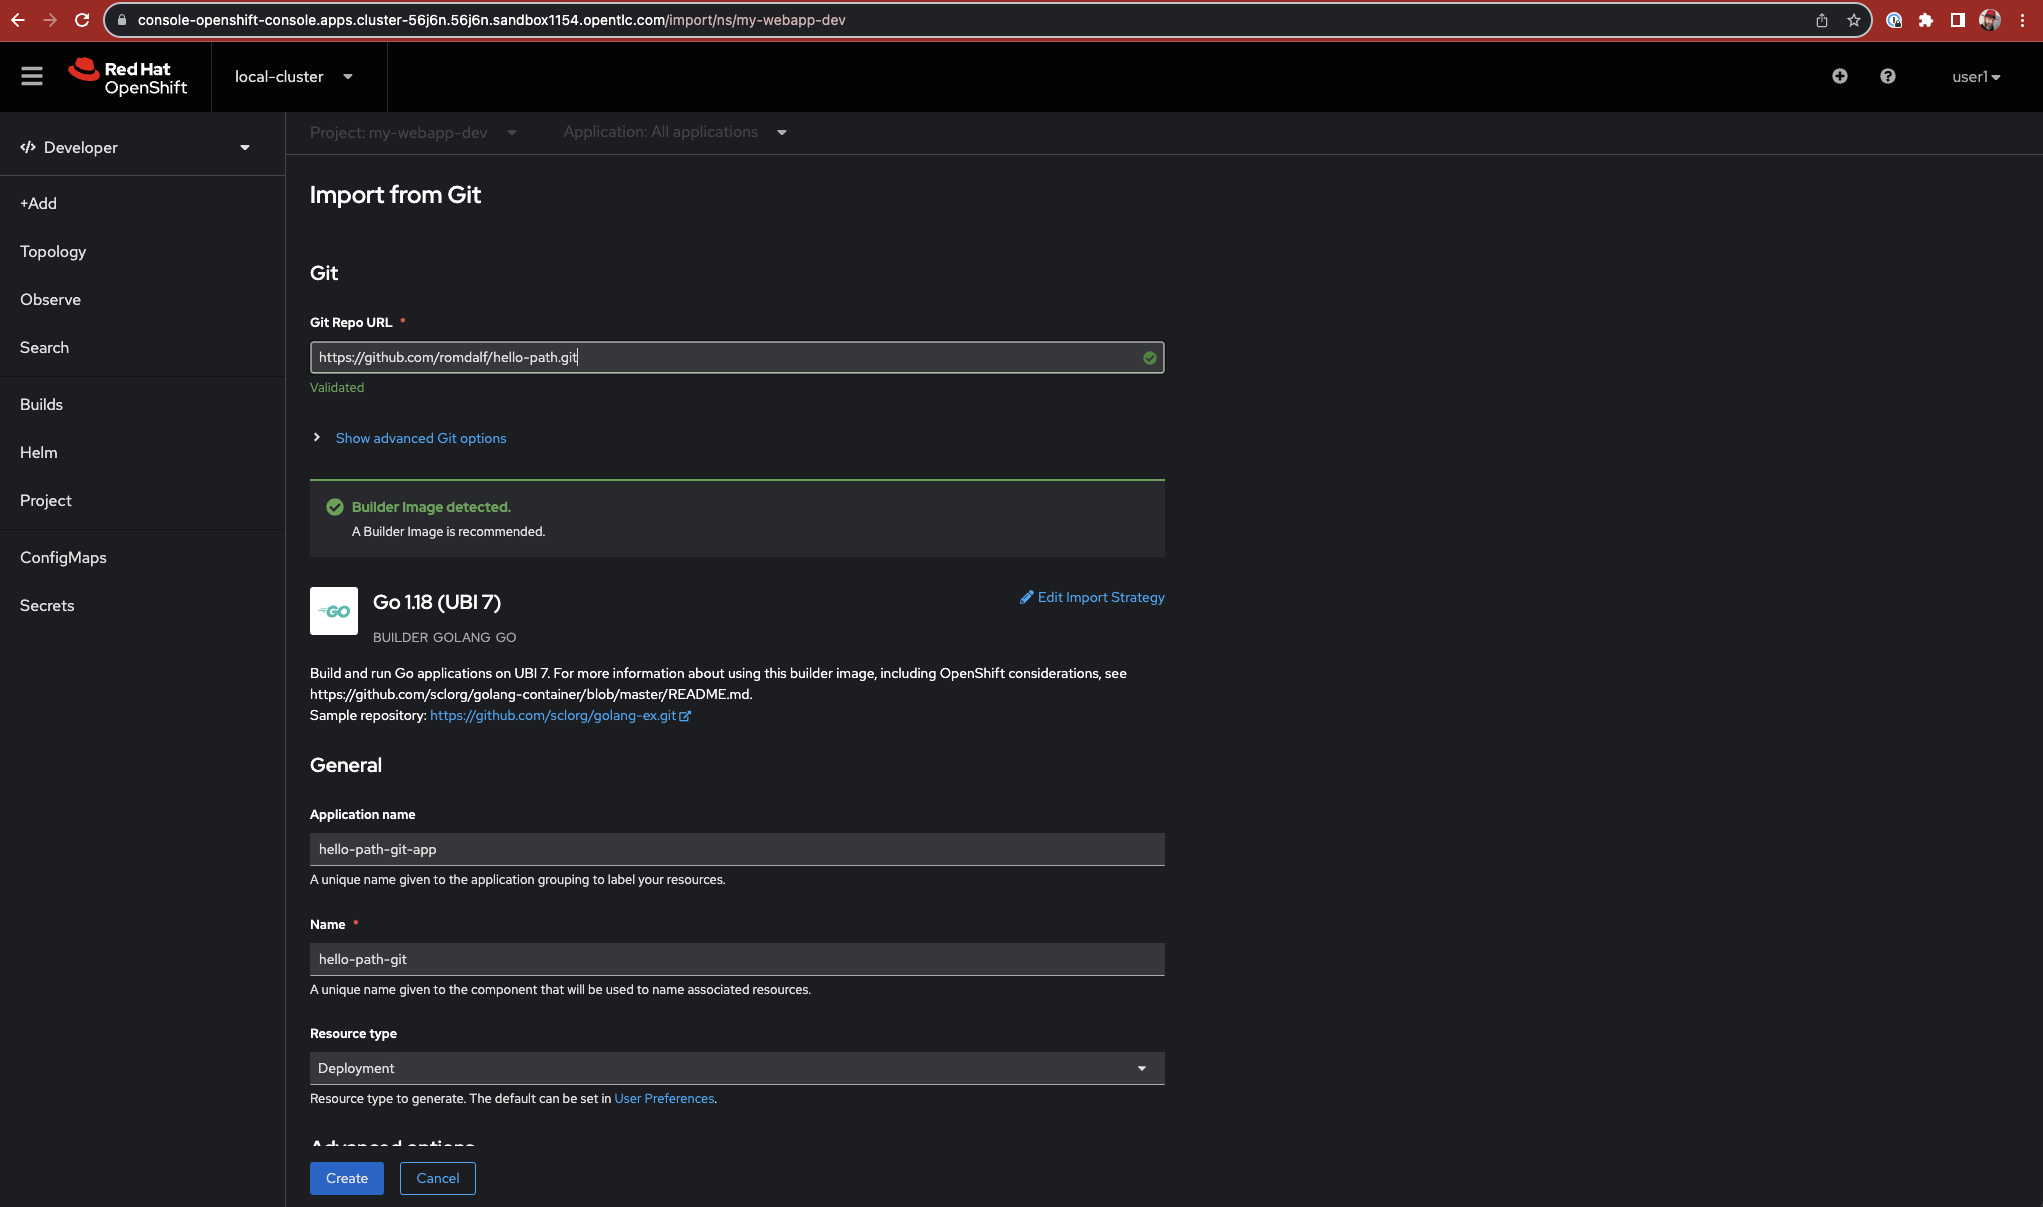 console-openshift-console.apps.cluster-56j6n.56j6n.sandbox1154.opentlc.com/import/ns/my-webapp-dev
Red Hat
OpenShift
local-cluster
user1
Developer
+Add
Topology
Observe
Search
Builds
Helm
Project
ConfigMaps
Secrets
Project: my-webapp-dev
Application: All applications
Import from Git
Git
Git Repo URL *
https://github.com/romdalf/hello-path.git
Validated
Show advanced Git options
Builder Image detected.
A Builder Image is recommended.
GO
Go 1.18 (UBI 7)
Edit Import Strategy
BUILDER GOLANG GO
Build and run Go applications on UBI 7. For more information about using this builder image, including OpenShift considerations, see
https://github.com/sclorg/golang-container/blob/master/README.md.
Sample repository: https://github.com/sclorg/golang-ex.git
General
Application name
hello-path-git-app
A unique name given to the application grouping to label your resources.
Name *
hello-path-git
A unique name given to the component that will be used to name associated resources.
Resource type
Deployment
Resource type to generate. The default can be set in User Preferences.
Advanced options
Create
Cancel